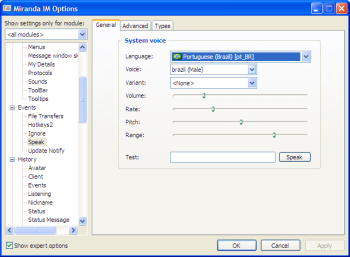 Miranda IM Options
Show settings only for module:
<all modules>
Menus
Message window
My Details
Protocols
Sounds
ToolBar
Tooltips
Events
File Transfers
Hotkeys2
Ignore
Speak
Update Notify
History
Avatar
Client
Events
Listening
Nickname
Status
Status Message
Show expert options
General Advanced Types
System voice
Language: Portuguese (Brazil) [pt_BR]
Voice: brazil (Male)
Variant: <None>
Volume:
Rate:
Pitch:
Range:
Test: Speak
OK Cancel Apply